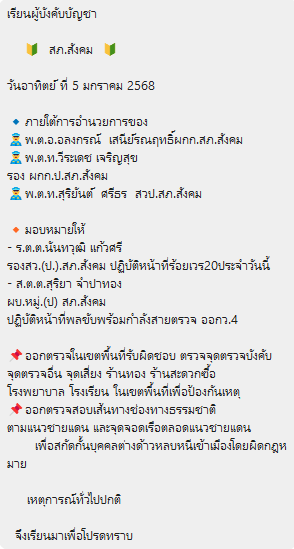 เรียนผู้บังคับบัญชา
🔰 สภ.สังคม 🔰
วันอาทิตย์ ที่ 5 มกราคม 2568
🔹ภายใต้การอำนวยการของ
👮พ.ต.อ.อลงกรณ์ เสนีย์รณฤทธิ์ผกก.สภ.สังคม
👮พ.ต.ท.วีระเดช เจริญสุข
รอง ผกก.ป.สภ.สังคม
👮พ.ต.ท.สุริยันต์ ศรีธร สวป.สภ.สังคม
🔸มอบหมายให้
- ร.ต.ต.นันทวุฒิ แก้วศรี
รองสว.(ป.).สภ.สังคม ปฏิบัติหน้าที่ร้อยเวร20ประจำวันนี้
- ส.ต.ต.สุริยา จำปาทอง
ผบ.หมู่.(ป) สภ.สังคม
ปฏิบัติหน้าที่พลขับพร้อมกำลังสายตรวจ ออกว.4
📌ออกตรวจในเขตพื้นที่รับผิดชอบ ตรวจจุดตรวจบังคับ
จุดตรวจอื่น จุดเสี่ยง ร้านทอง ร้านสะดวกซื้อ
โรงพยาบาล โรงเรียน ในเขตพื้นที่เพื่อป้องกันเหตุ
📌ออกตรวจสอบเส้นทางช่องทางธรรมชาติ
ตามแนวชายแดน และจุดจอดเรือตลอดแนวชายแดน
เพื่อสกัดกั้นบุคคลต่างด้าวหลบหนีเข้าเมืองโดยผิดกฎห
มาย
เหตุการณ์ทั่วไปปกติ
จึงเรียนมาเพื่อโปรดทราบ